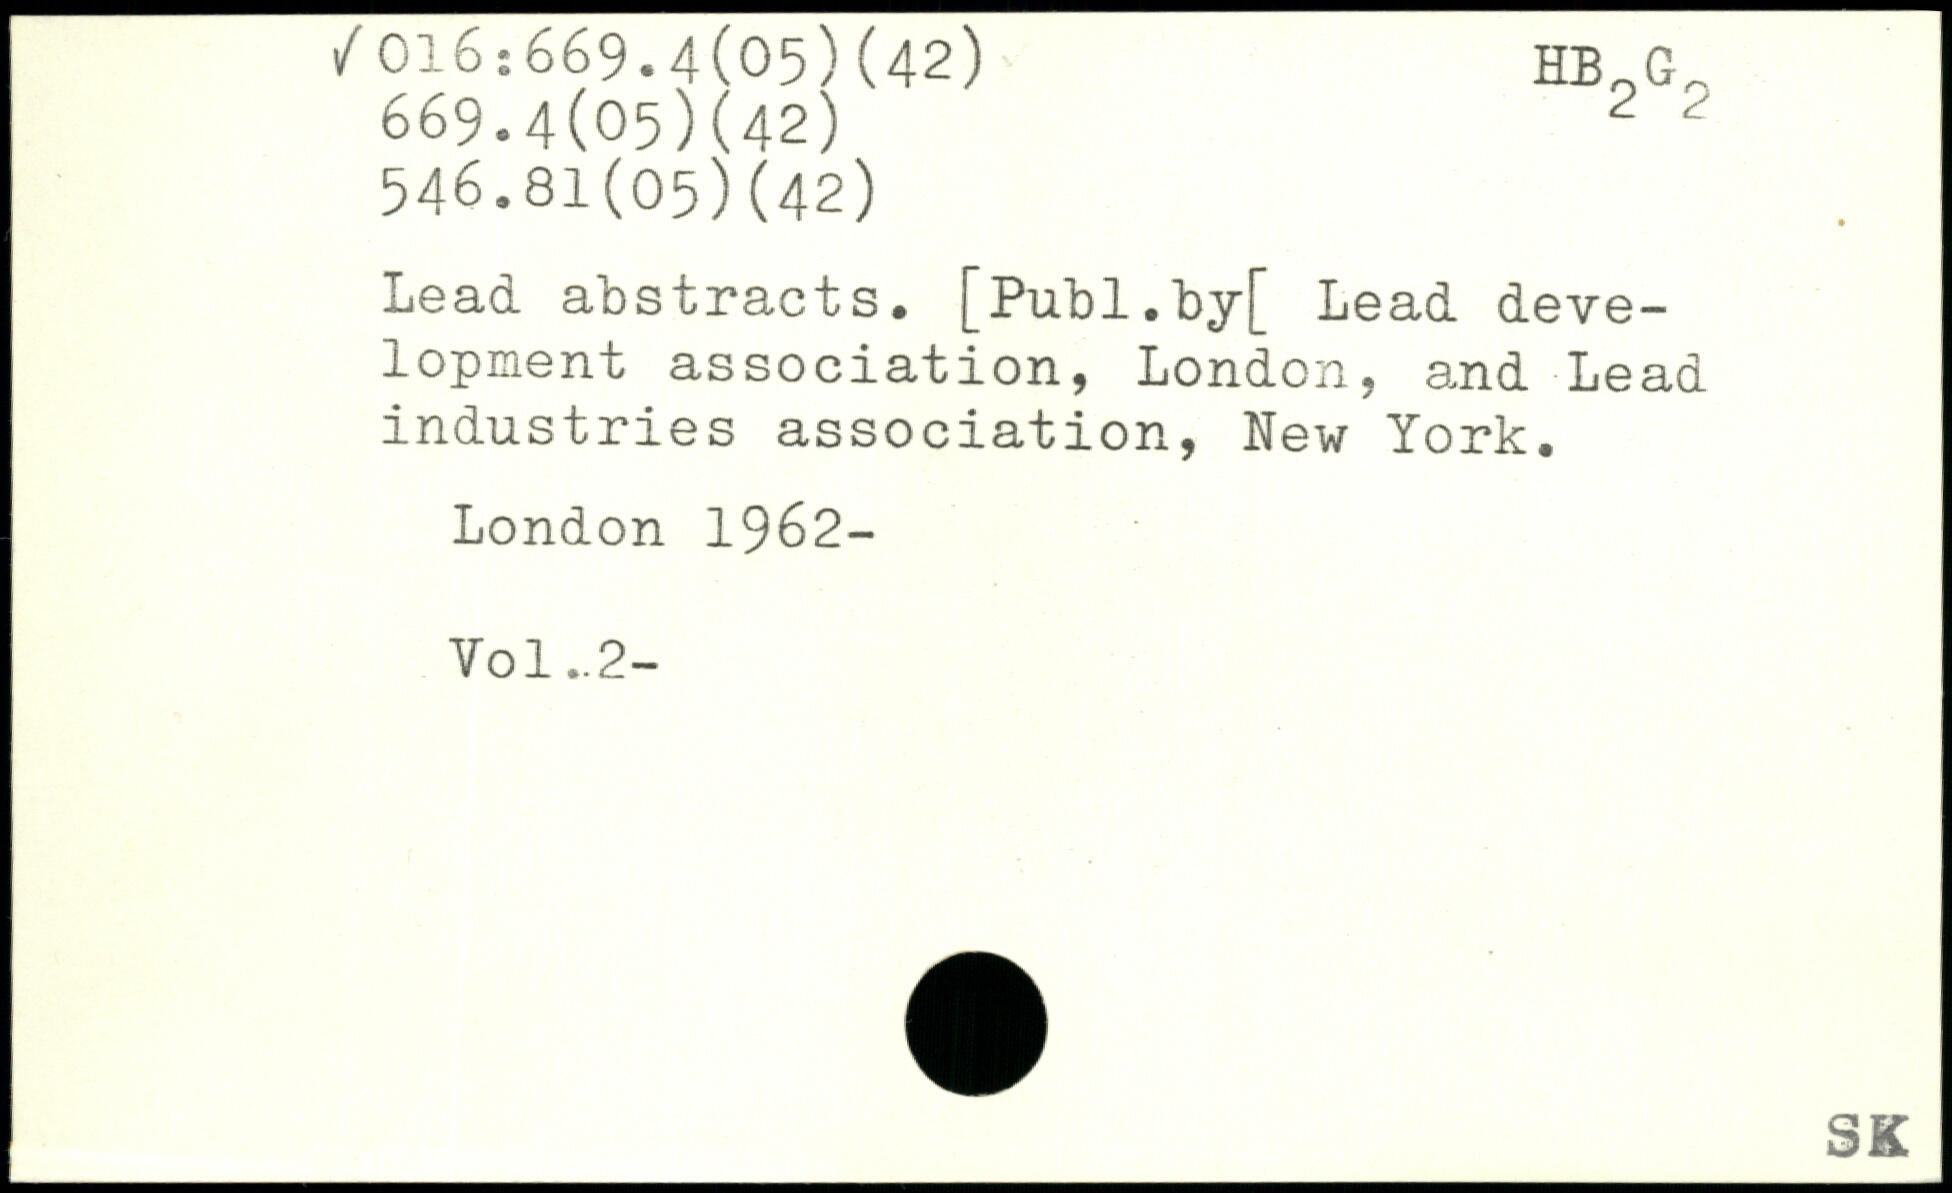 √ 016:669.4(05)(42) HB₂G₂
669.4(05)(42)
546.81(05)(42)
Lead abstracts. [Publ.by[ Lead deve-
lopment association, London, and Lead
industries association, New York.
London 1962-
Vol..2-
SK